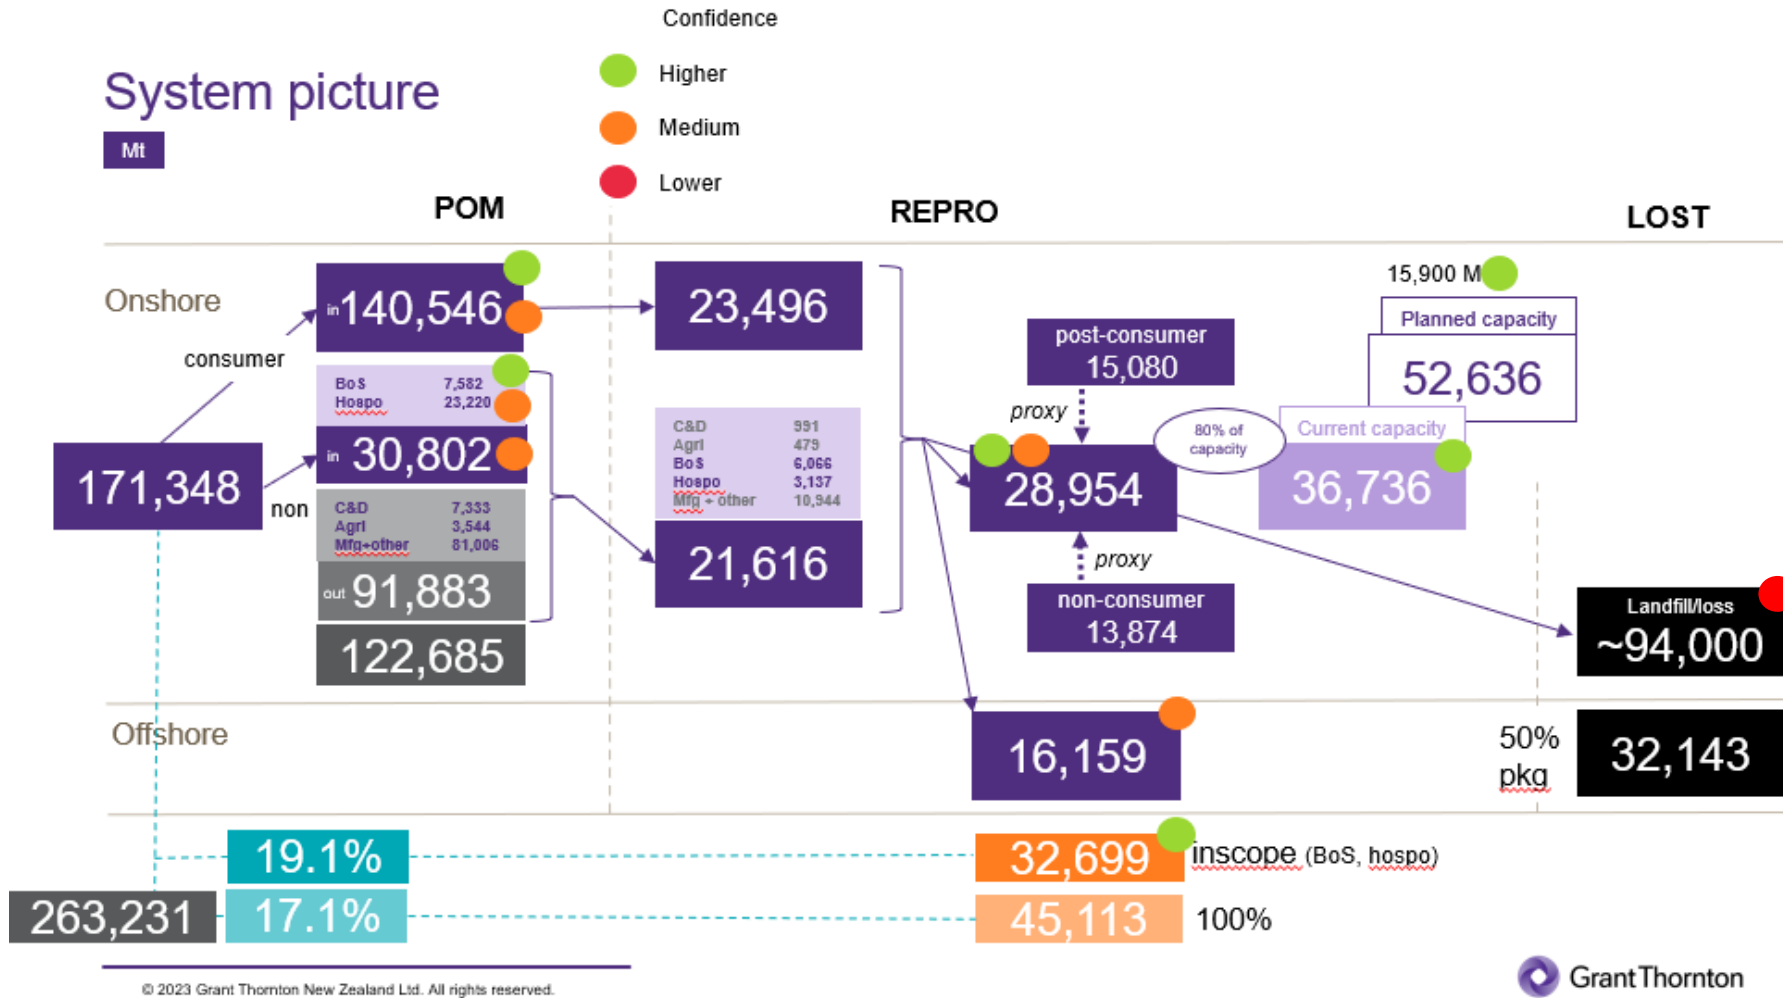 Confidence
Higher
Medium
Lower
System picture
Mt
POM
REPRO
LOST
Onshore
consumer
non
171,348
in 140,546
BoS 7,582
Hospo 23,220
in 30,802
C&D 7,333
Agri 3,544
Mfg+other 81,006
out 91,883
122,685
23,496
C&D 991
Agri 479
BoS 6,066
Hospo 3,137
Mfg + other 10,944
21,616
post-consumer
15,080
proxy
28,954
proxy
non-consumer
13,874
80% of
capacity
15,900 M
Planned capacity
52,636
Current capacity
36,736
Landfill/loss
~94,000
Offshore
16,159
50%
pkg
32,143
19.1%
32,699
inscope (BoS, hospo)
263,231
17.1%
45,113
100%
© 2023 Grant Thornton New Zealand Ltd. All rights reserved.
Grant Thornton